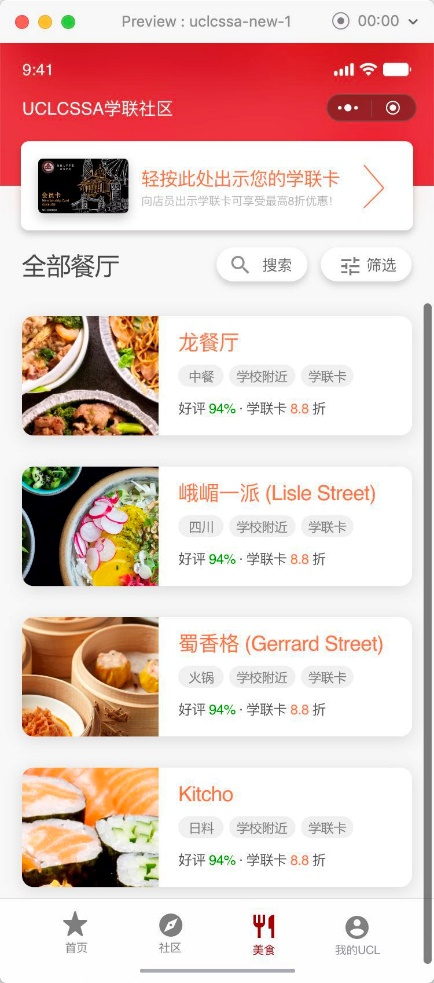 Preview : uclcssa-new-1
00:00
9:41
UCLCSSA学联社区
会员卡
轻按此处出示您的学联卡
向店员出示学联卡可享受最高8折优惠!
全部餐厅
搜索
筛选
龙餐厅
中餐 学校附近 学联卡
好评 94% · 学联卡 8.8 折
峨嵋一派 (Lisle Street)
四川 学校附近 学联卡
好评 94% · 学联卡 8.8 折
蜀香格 (Gerrard Street)
火锅 学校附近 学联卡
好评 94% · 学联卡 8.8 折
Kitcho
日料 学校附近 学联卡
好评 94% · 学联卡 8.8 折
首页 社区 美食 我的UCL